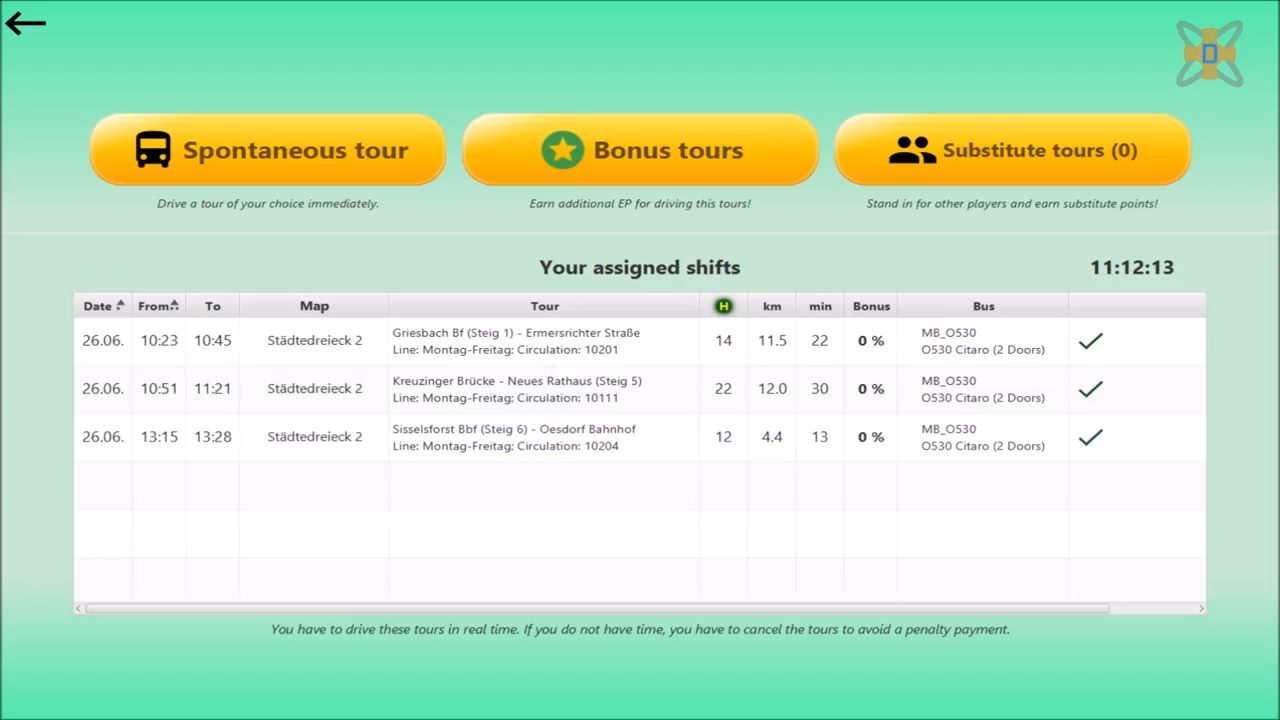 D
Spontaneous tour
Bonus tours
Substitute tours (0)
Drive a tour of your choice immediately.
Earn additional EP for driving this tours!
Stand in for other players and earn substitute points!
Your assigned shifts
11:12:13
Date From To Map Tour H km min Bonus Bus
26.06. 10:23 10:45 Städtedreieck 2 Griesbach Bf (Steig 1) - Ermersrichter Straße 14 11.5 22 0 % MB_O530
Line: Montag-Freitag; Circulation: 10201 O530 Citaro (2 Doors)
26.06. 10:51 11:21 Städtedreieck 2 Kreuzinger Brücke - Neues Rathaus (Steig 5) 22 12.0 30 0 % MB_O530
Line: Montag-Freitag; Circulation: 10111 O530 Citaro (2 Doors)
26.06. 13:15 13:28 Städtedreieck 2 Sisselsforst Bbf (Steig 6) - Oesdorf Bahnhof 12 4.4 13 0 % MB_O530
Line: Montag-Freitag; Circulation: 10204 O530 Citaro (2 Doors)
You have to drive these tours in real time. If you do not have time, you have to cancel the tours to avoid a penalty payment.